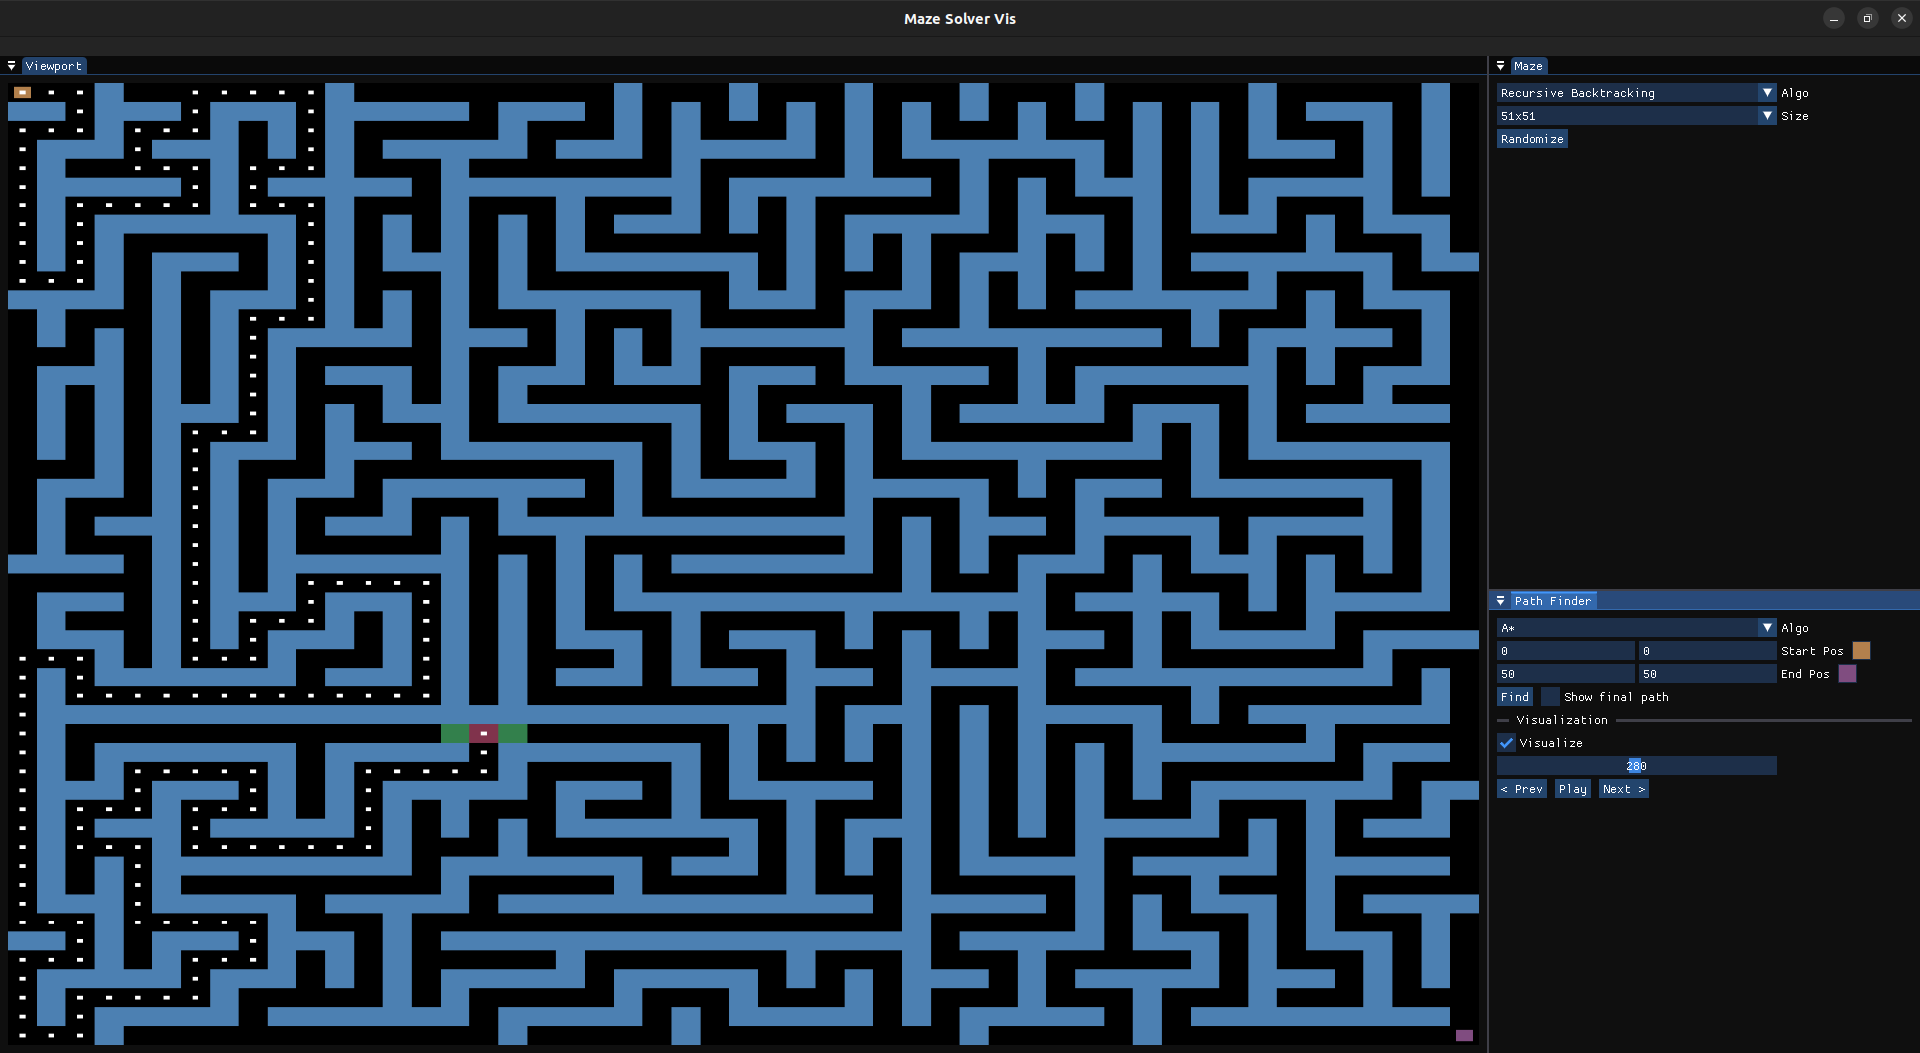 Maze Solver Vis
Viewport
Maze
Recursive Backtracking Algo
51x51 Size
Randomize
Path Finder
A* Algo
0 0 Start Pos
50 50 End Pos
Find Show final path
Visualization
Visualize
280
< Prev Play Next >